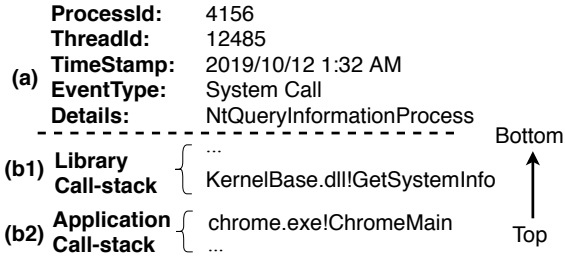 (a)
ProcessId: 4156
ThreadId: 12485
TimeStamp: 2019/10/12 1:32 AM
EventType: System Call
Details: NtQueryInformationProcess
Bottom
(b1) Library Call-stack
...
KernelBase.dll!GetSystemInfo
(b2) Application Call-stack
chrome.exe!ChromeMain
...
Top